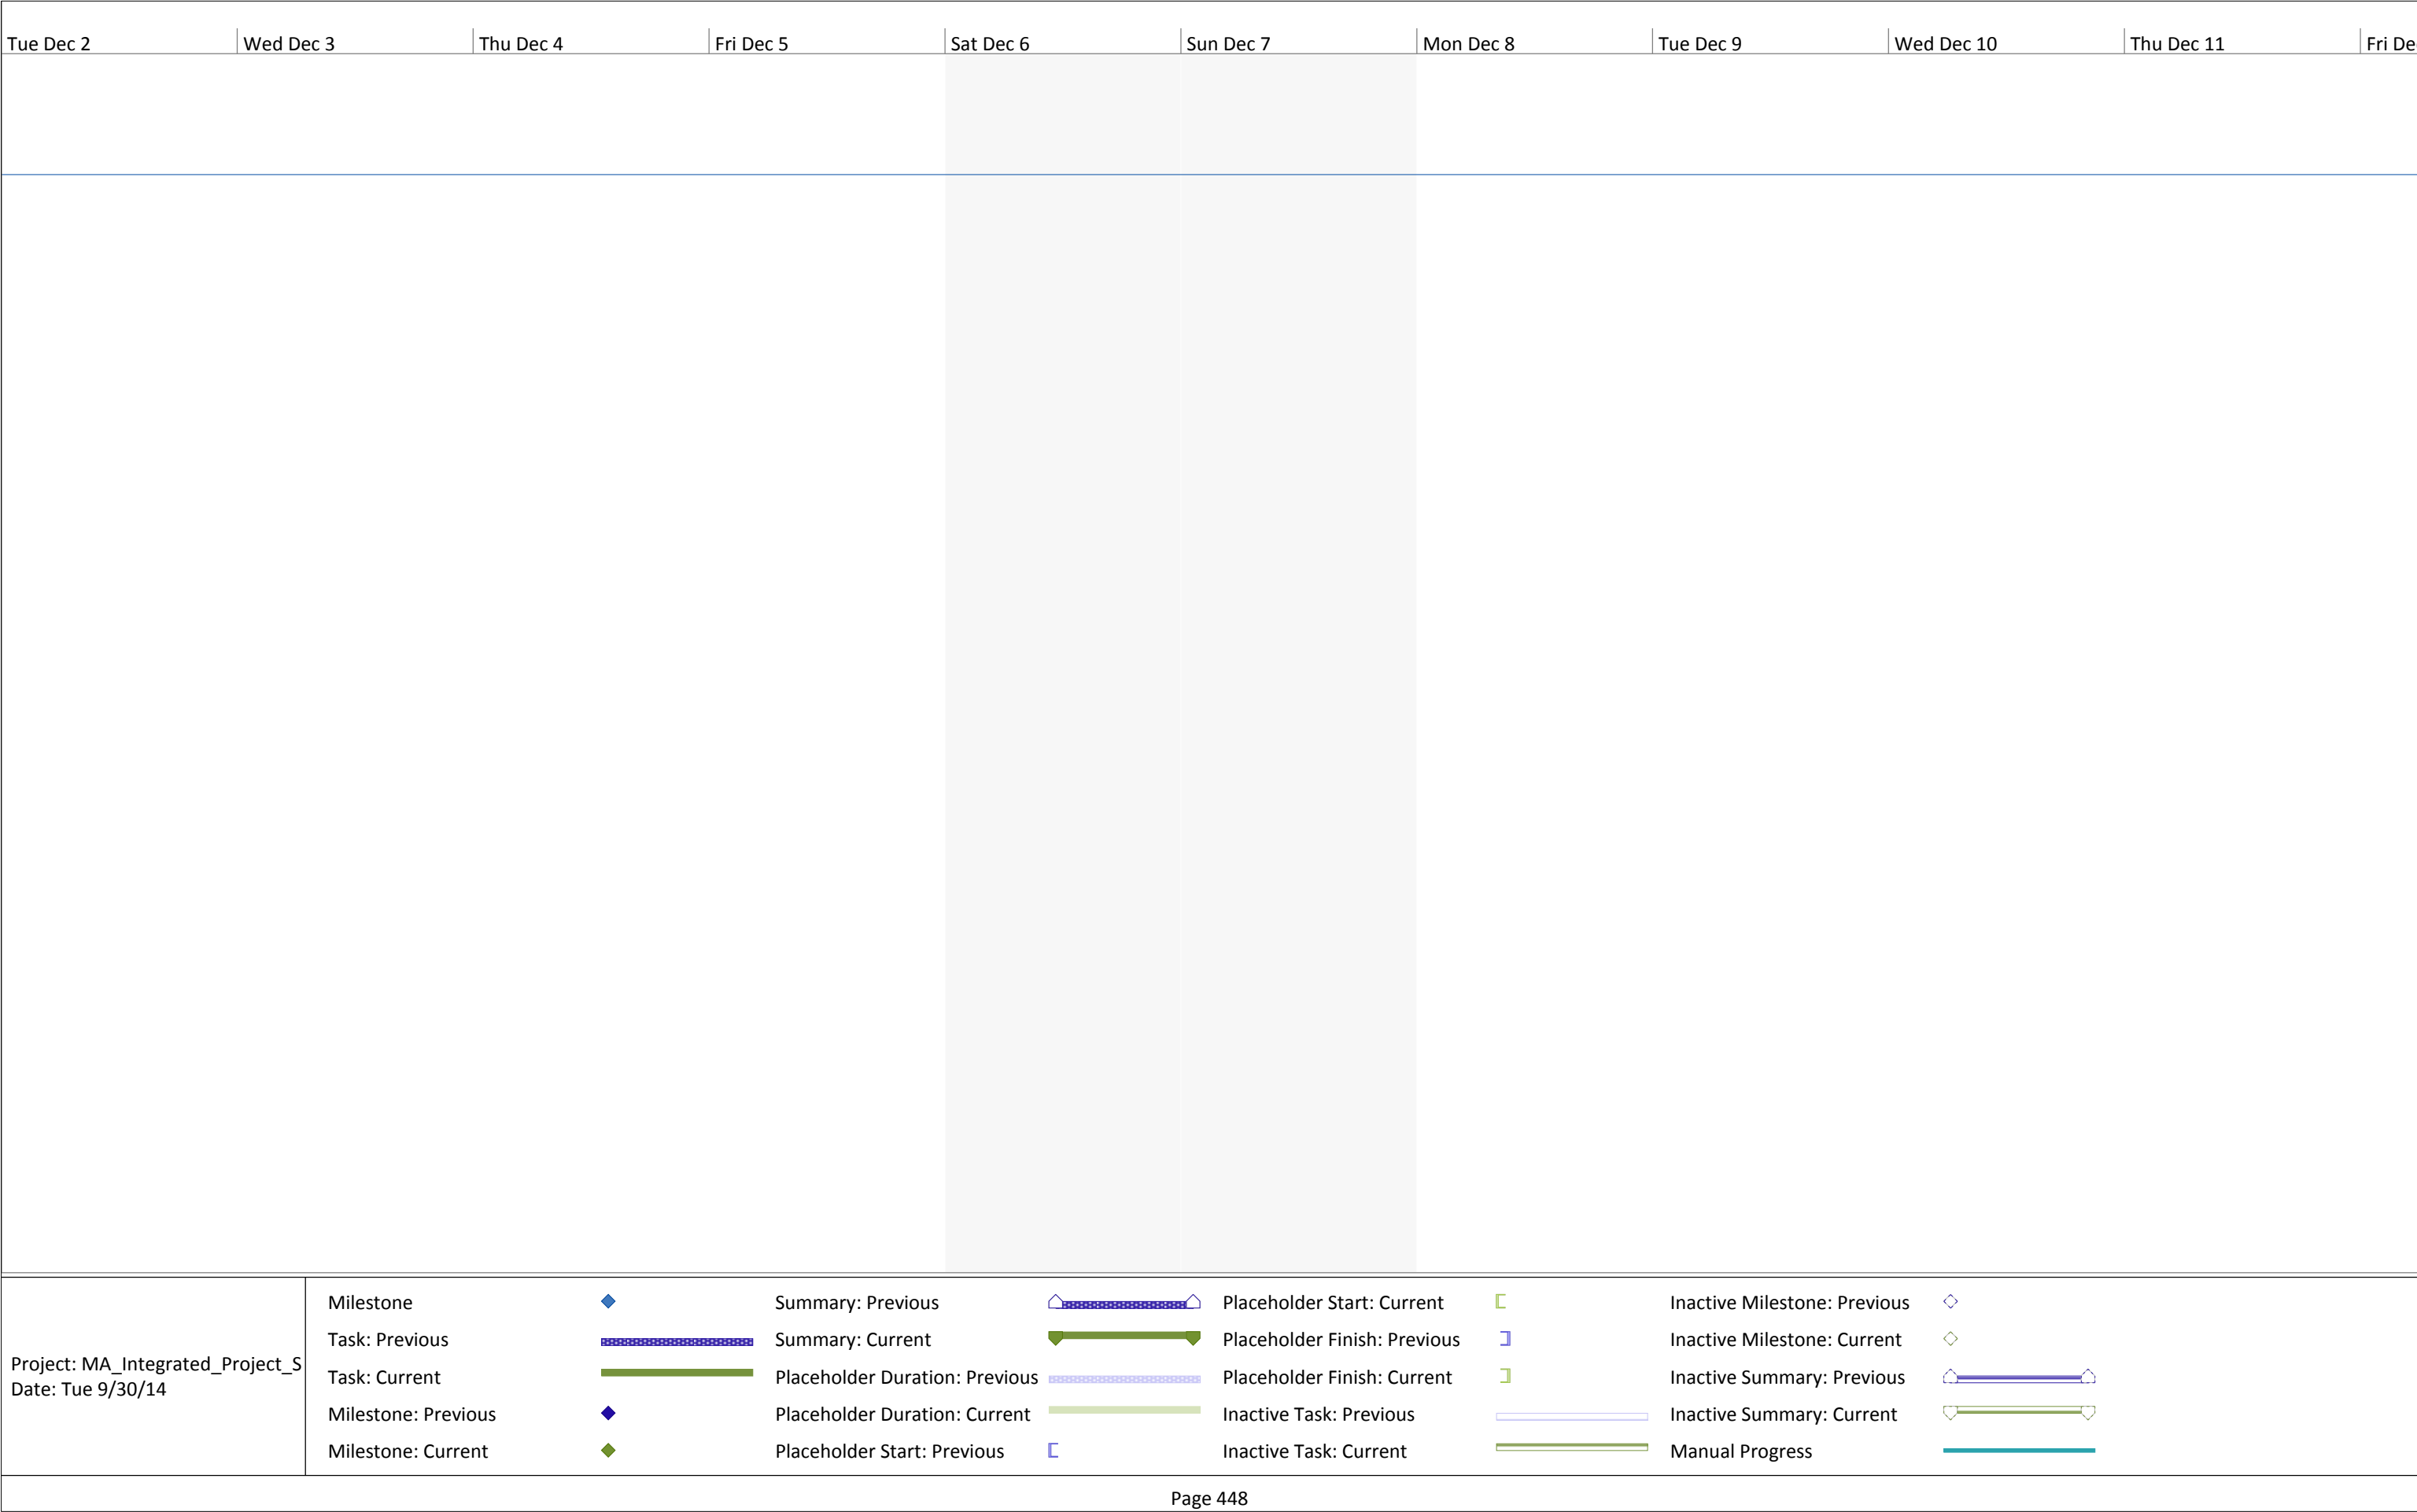 Tue Dec 2 Wed Dec 3 Thu Dec 4 Fri Dec 5 Sat Dec 6 Sun Dec 7 Mon Dec 8 Tue Dec 9 Wed Dec 10 Thu Dec 11 Fri De
Project: MA_Integrated_Project_S
Date: Tue 9/30/14
Milestone
Task: Previous
Task: Current
Milestone: Previous
Milestone: Current
Summary: Previous
Summary: Current
Placeholder Duration: Previous
Placeholder Duration: Current
Placeholder Start: Previous
Placeholder Start: Current
Placeholder Finish: Previous
Placeholder Finish: Current
Inactive Task: Previous
Inactive Task: Current
Inactive Milestone: Previous
Inactive Milestone: Current
Inactive Summary: Previous
Inactive Summary: Current
Manual Progress
Page 448